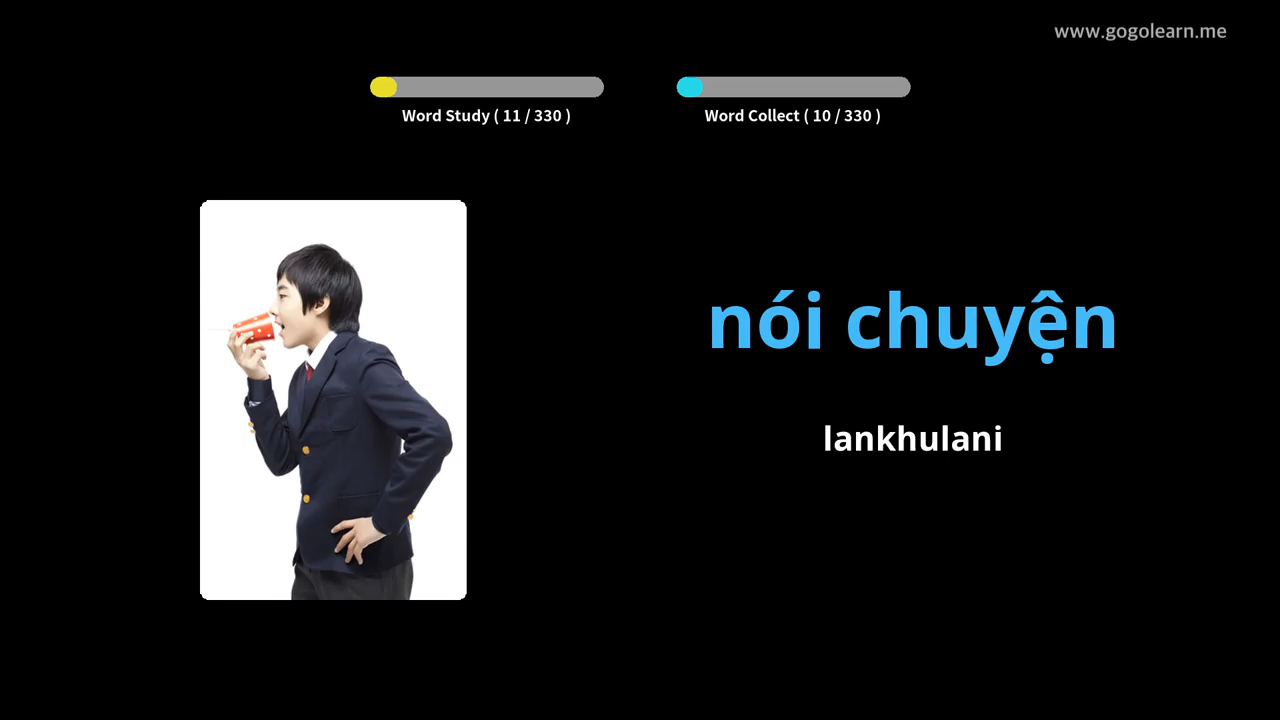 www.gogolearn.me
Word Study ( 11 / 330 )
Word Collect ( 10 / 330 )
nói chuyện
lankhulani